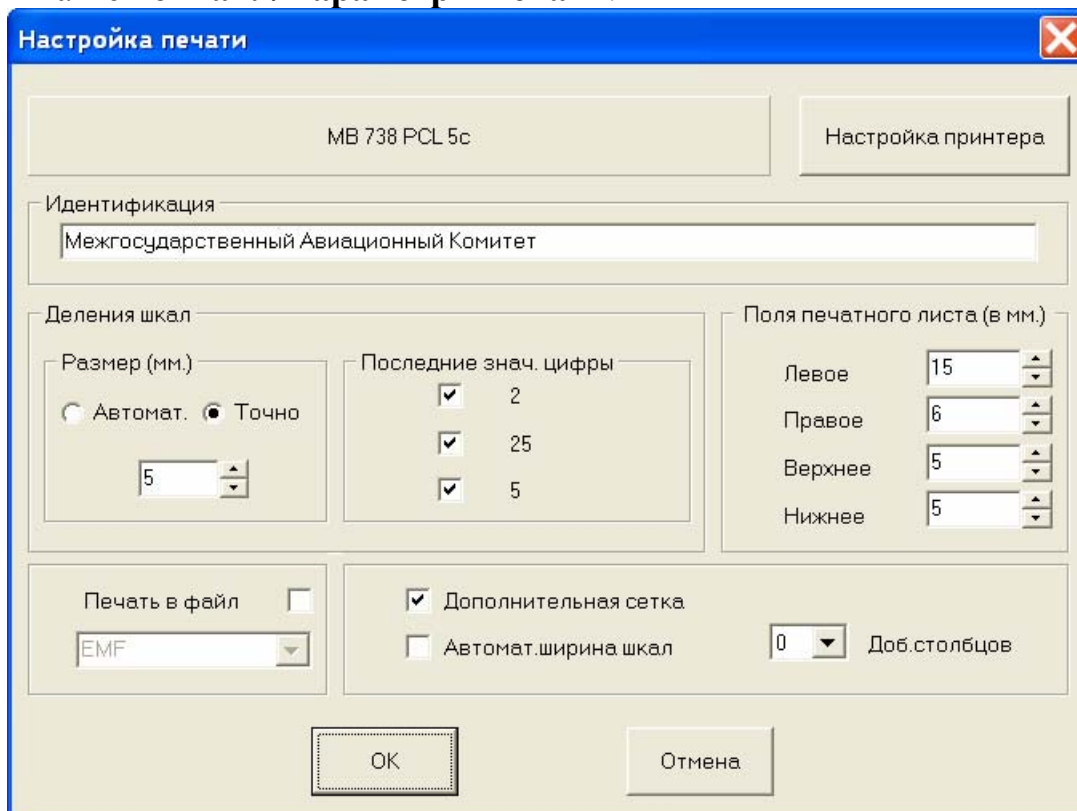 Настройка печати
MB 738 PCL 5c
Настройка принтера
Идентификация
Межгосударственный Авиационный Комитет
Деления шкал
Размер (мм.)
Автомат. Точно
5
Последние знач. цифры
2
25
5
Поля печатного листа (в мм.)
Левое 15
Правое 6
Верхнее 5
Нижнее 5
Печать в файл
EMF
Дополнительная сетка
Автомат.ширина шкал
0 Доб.столбцов
OK
Отмена